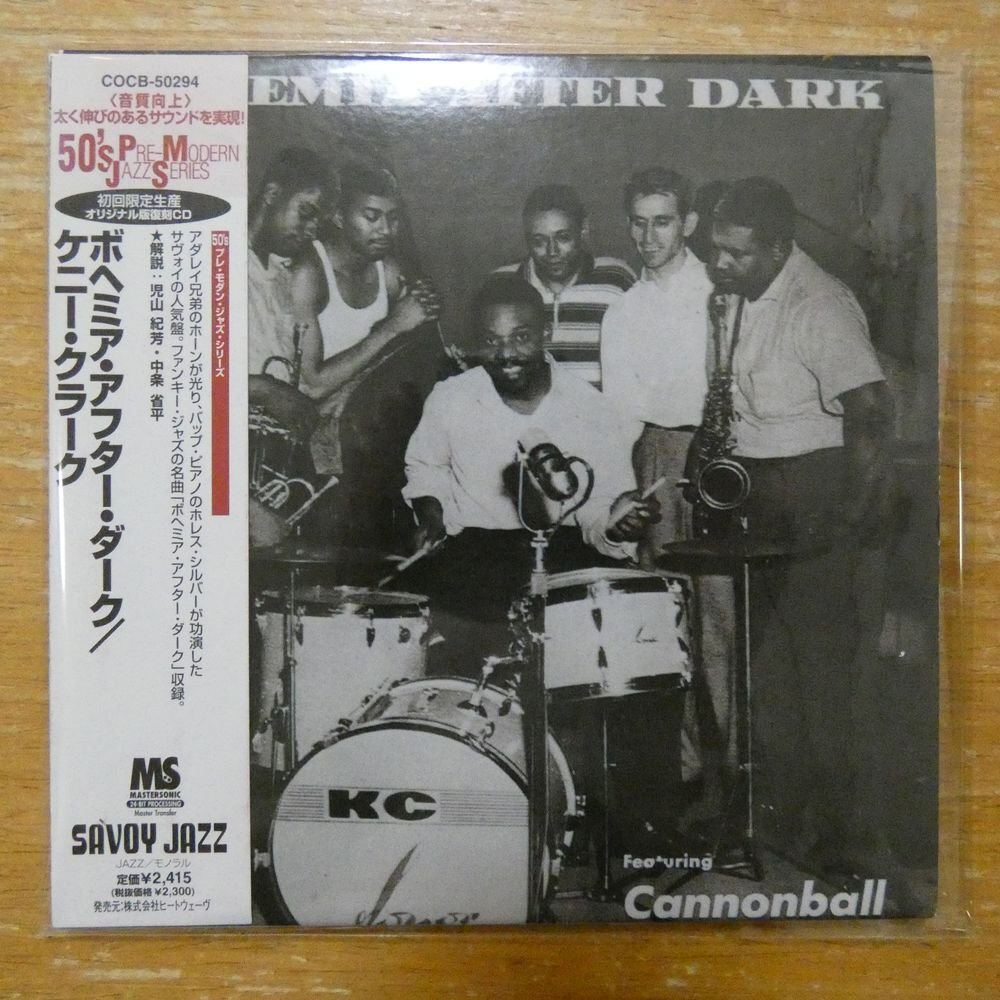 COCB-50294
〈音質向上〉
太く伸びのあるサウンドを実現!
50's PRE-MODERN
JAZZ SERIES
初回限定生産
オリジナル版復刻CD
ボヘミア・アフター・ダーク/
ケニー・クラーク
50'sプレ・モダン・ジャズ・シリーズ
アダレイ兄弟のホーンが光り、バップ・ピアノのホレス・シルバーが功演した
サヴォイの人気盤。ファンキー・ジャズの名曲「ボヘミア・アフター・ダーク」収録。
★解説:児山 紀芳・中条 省平
MS
MASTERSONIC
24-BIT PROCESSING
Master Transfer
SAVOY JAZZ
JAZZ/モノラル
定価¥2,415
(税抜価格 ¥2,300)
発売元:株式会社ヒートウェーヴ
AFTER DARK
KC
Featuring
Cannonball